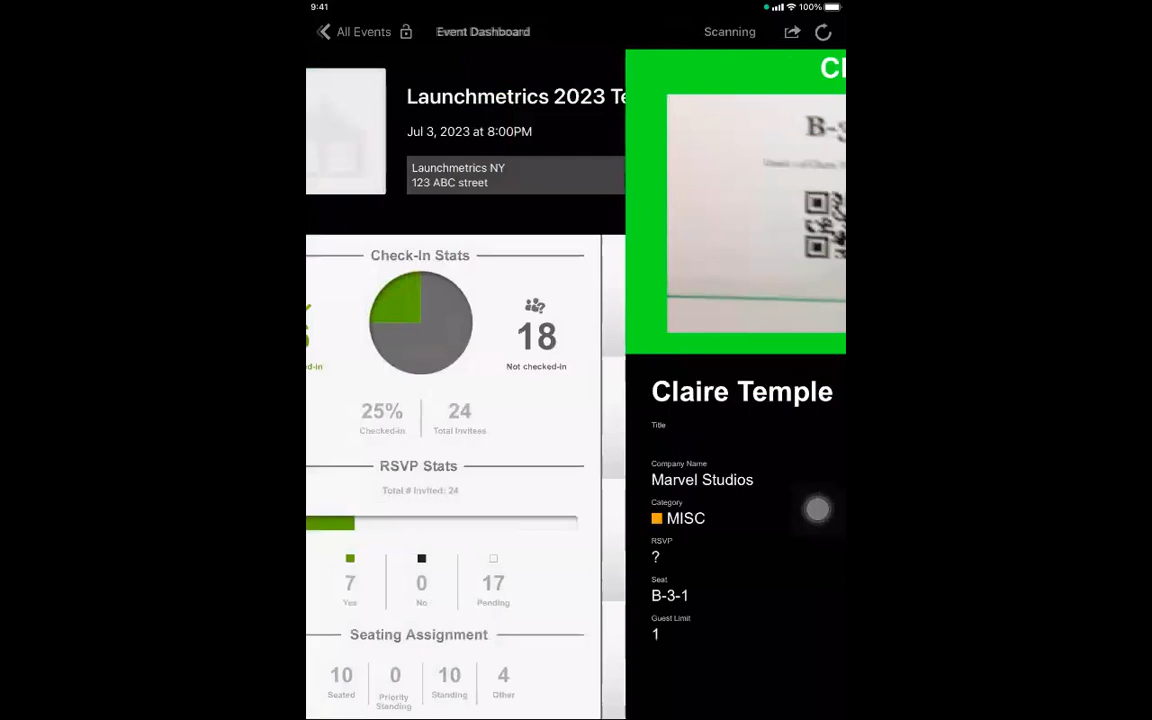 9:41
100%
All Events
Event Dashboard
Scanning
Launchmetrics 2023
Jul 3, 2023 at 8:00PM
Launchmetrics NY
123 ABC street
Check-In Stats
18
Not checked-in
25%
Checked-in
24
Total Invitees
RSVP Stats
Total # Invited: 24
7
Yes
0
No
17
Pending
Seating Assignment
10
Seated
0
Priority
Standing
10
Standing
4
Other
Claire Temple
Title
Company Name
Marvel Studios
Category
MISC
RSVP
?
Seat
B-3-1
Guest Limit
1